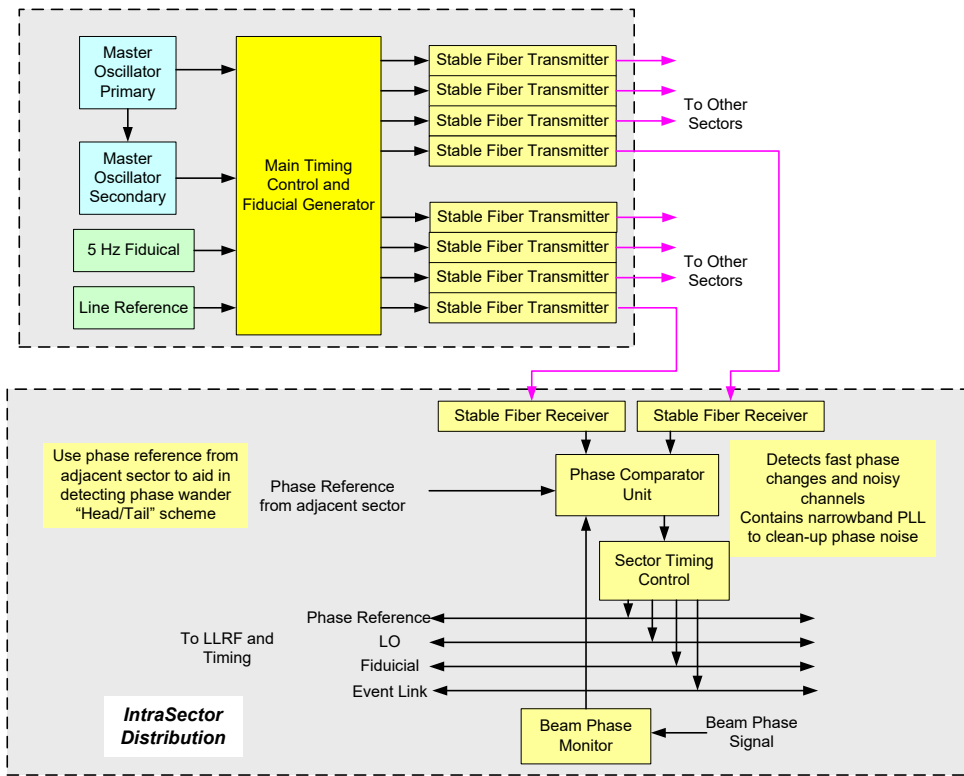 Master
Oscillator
Primary
Master
Oscillator
Secondary
5 Hz Fiduical
Line Reference
Main Timing
Control and
Fiducial Generator
Stable Fiber Transmitter
Stable Fiber Transmitter
Stable Fiber Transmitter
Stable Fiber Transmitter
To Other
Sectors
Stable Fiber Transmitter
Stable Fiber Transmitter
Stable Fiber Transmitter
Stable Fiber Transmitter
To Other
Sectors
Stable Fiber Receiver
Stable Fiber Receiver
Use phase reference from
adjacent sector to aid in
detecting phase wander
“Head/Tail” scheme
Phase Reference
from adjacent sector
Phase Comparator
Unit
Detects fast phase
changes and noisy
channels
Contains narrowband PLL
to clean-up phase noise
Sector Timing
Control
To LLRF and
Timing
Phase Reference
LO
Fiduicial
Event Link
IntraSector
Distribution
Beam Phase
Monitor
Beam Phase
Signal